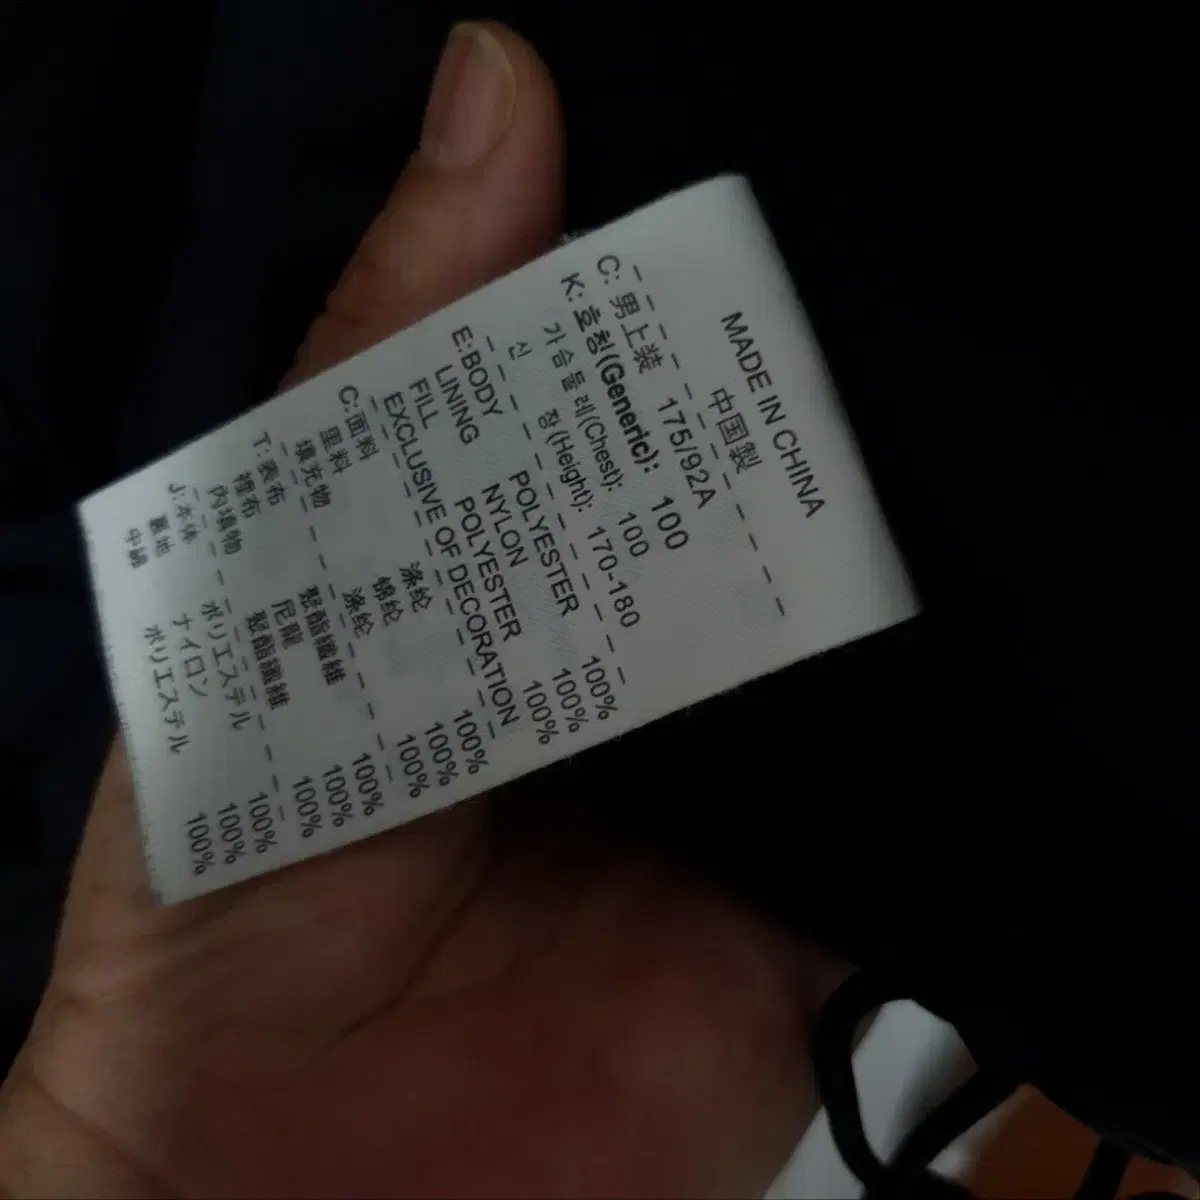 MADE IN CHINA
中国製
C: 男上装 175/92A
K: 호칭(Generic): 100
가슴둘레(Chest): 100
신 장(Height): 170-180
E:BODY POLYESTER 100%
LINING NYLON 100%
FILL POLYESTER 100%
EXCLUSIVE OF DECORATION
C:面料 涤纶 100%
里料 锦纶 100%
填充物 涤纶 100%
T:表布 聚酯纖維 100%
裡布 尼龍 100%
內填物 聚酯纖維 100%
J:本体 ポリエステル 100%
裏地 ナイロン 100%
中綿 ポリエステル 100%